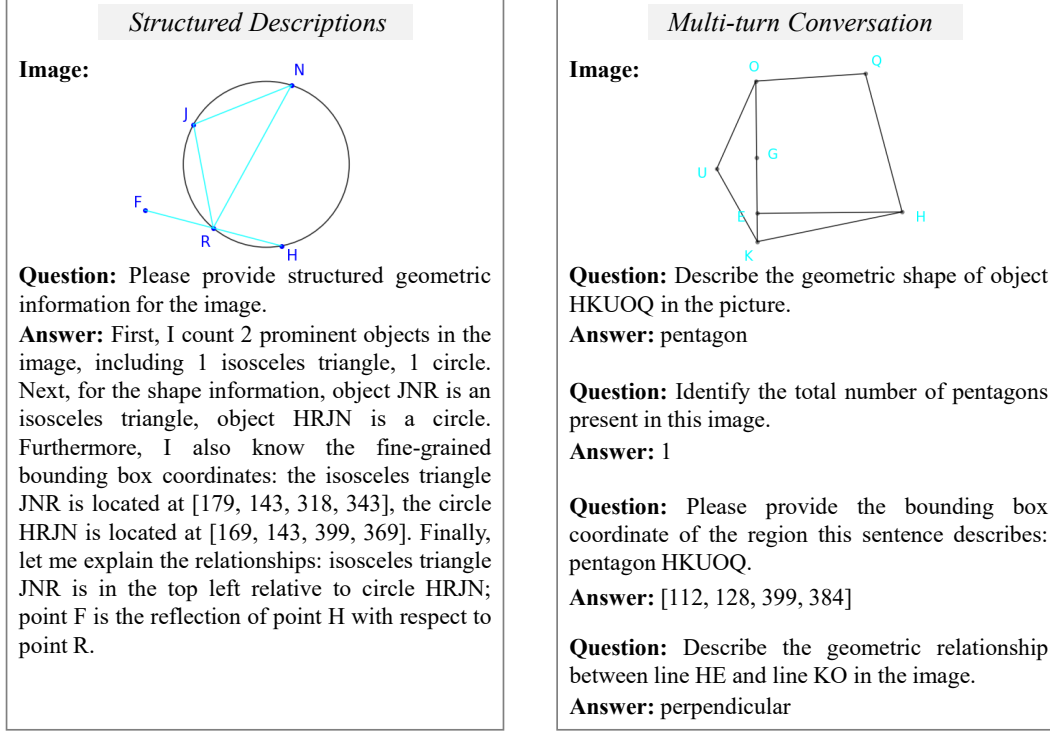 Structured Descriptions
Image:
N
J
F
R
H
Question: Please provide structured geometric
information for the image.
Answer: First, I count 2 prominent objects in the
image, including 1 isosceles triangle, 1 circle.
Next, for the shape information, object JNR is an
isosceles triangle, object HRJN is a circle.
Furthermore, I also know the fine-grained
bounding box coordinates: the isosceles triangle
JNR is located at [179, 143, 318, 343], the circle
HRJN is located at [169, 143, 399, 369]. Finally,
let me explain the relationships: isosceles triangle
JNR is in the top left relative to circle HRJN;
point F is the reflection of point H with respect to
point R.
Multi-turn Conversation
Image:
O
Q
G
U
E
H
K
Question: Describe the geometric shape of object
HKUOQ in the picture.
Answer: pentagon
Question: Identify the total number of pentagons
present in this image.
Answer: 1
Question: Please provide the bounding box
coordinate of the region this sentence describes:
pentagon HKUOQ.
Answer: [112, 128, 399, 384]
Question: Describe the geometric relationship
between line HE and line KO in the image.
Answer: perpendicular